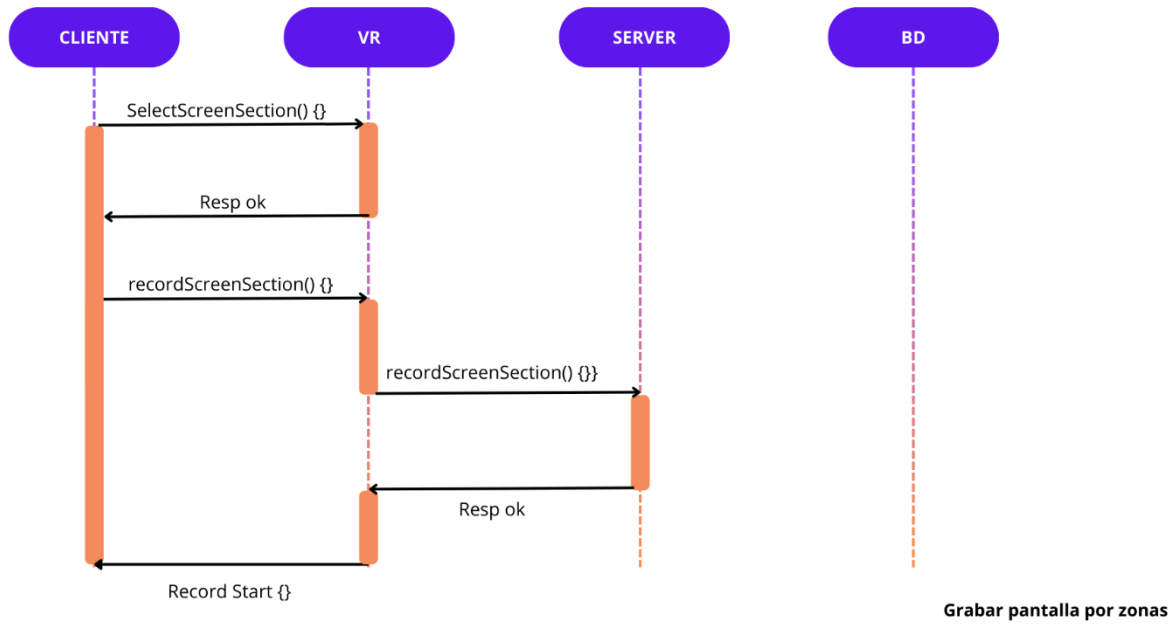 CLIENTE
VR
SERVER
BD
SelectScreenSection() {}
Resp ok
recordScreenSection() {}
recordScreenSection() {}}
Resp ok
Record Start {}
Grabar pantalla por zonas